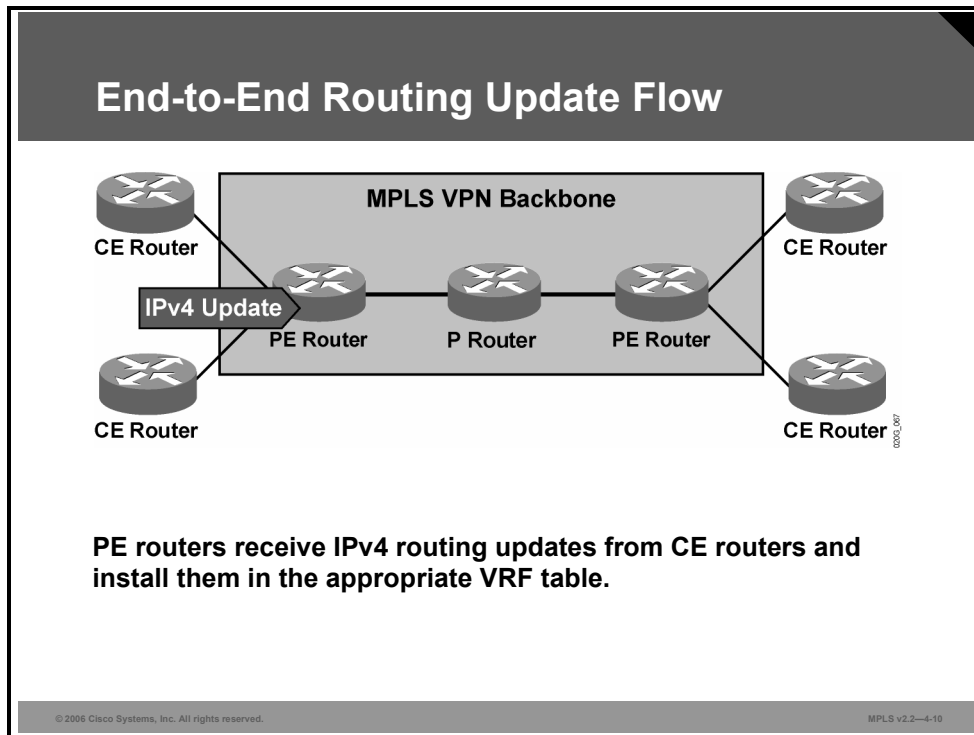 End-to-End Routing Update Flow
MPLS VPN Backbone
CE Router
CE Router
IPv4 Update
PE Router
P Router
PE Router
CE Router
CE Router
020G_067
PE routers receive IPv4 routing updates from CE routers and
install them in the appropriate VRF table.
© 2006 Cisco Systems, Inc. All rights reserved.
MPLS v2.2—4-10